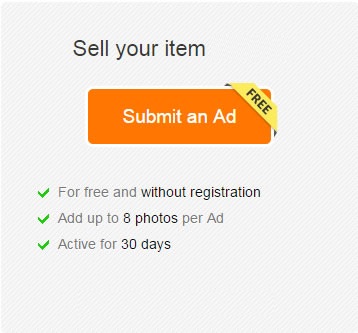 Sell your item
Submit an Ad
FREE
For free and without registration
Add up to 8 photos per Ad
Active for 30 days